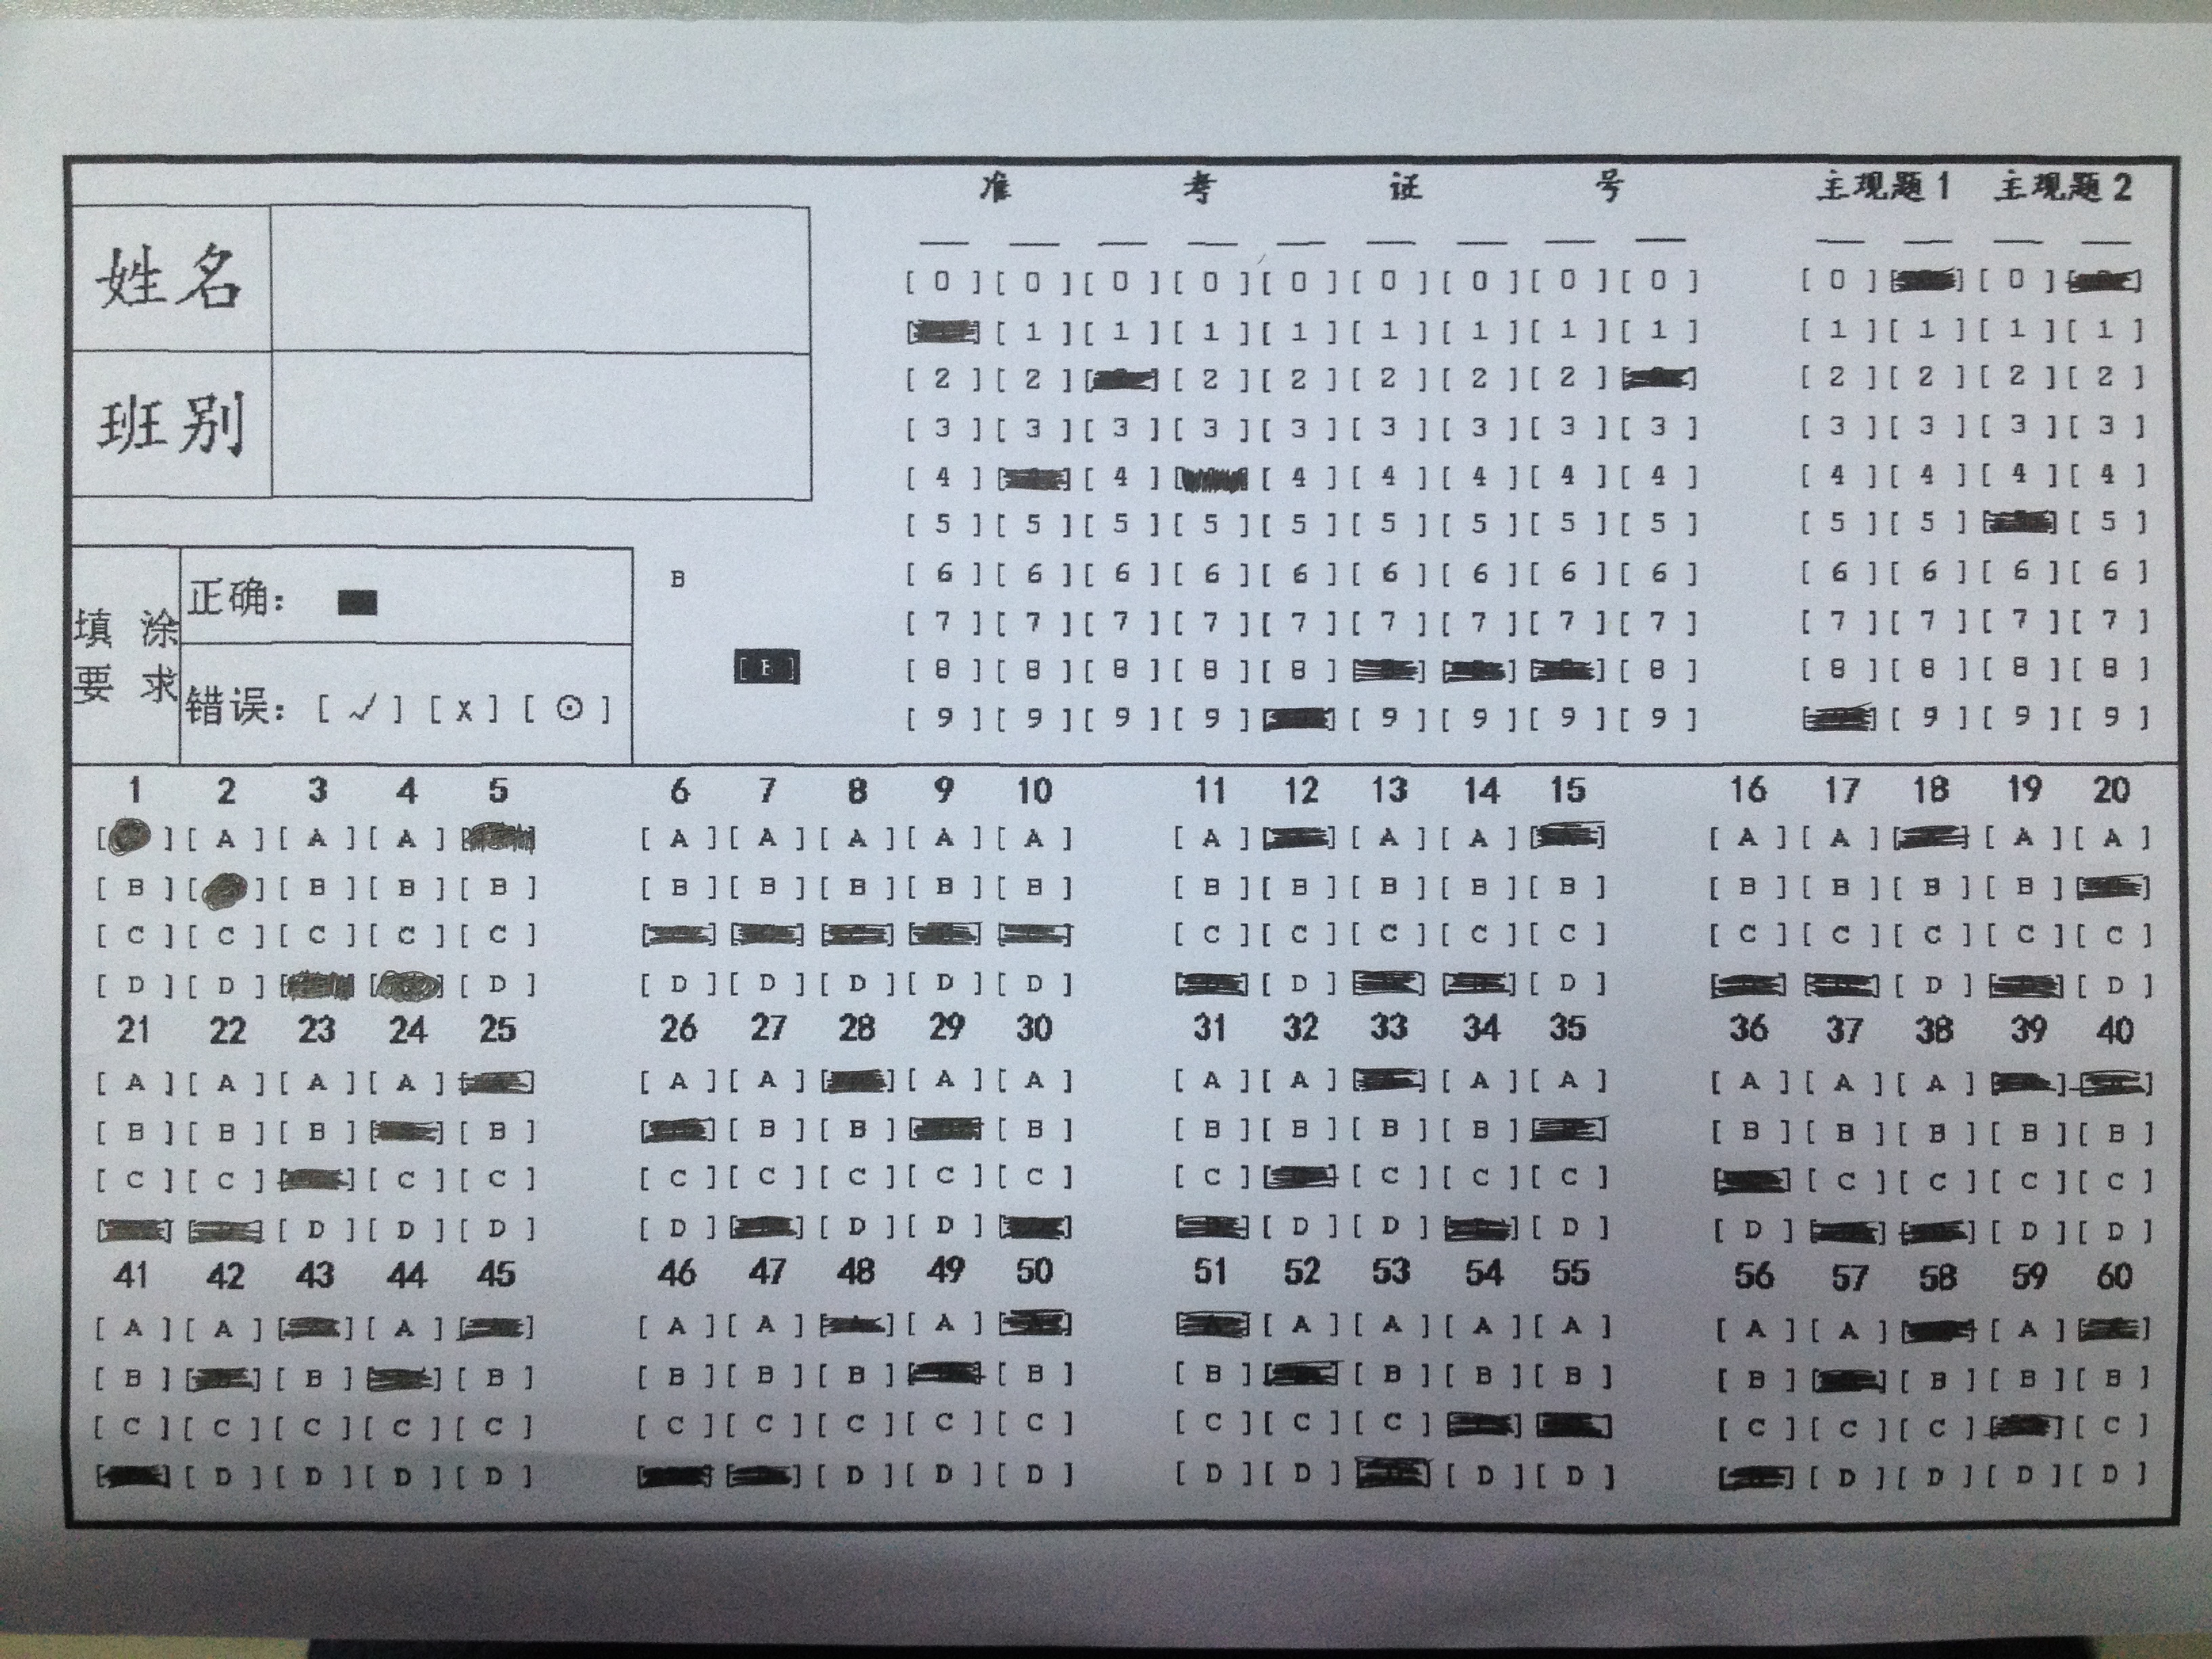 准 考 证 号 主观题1 主观题2
姓名
[ 0 ][ 0 ][ 0 ][ 0 ][ 0 ][ 0 ][ 0 ][ 0 ][ 0 ] [ 0 ] [ 0 ]
[ 1 ][ 1 ][ 1 ][ 1 ][ 1 ][ 1 ][ 1 ][ 1 ] [ 1 ][ 1 ][ 1 ][ 1 ]
班别
[ 2 ][ 2 ] [ 2 ][ 2 ][ 2 ][ 2 ][ 2 ] [ 2 ][ 2 ][ 2 ][ 2 ]
[ 3 ][ 3 ][ 3 ][ 3 ][ 3 ][ 3 ][ 3 ][ 3 ][ 3 ] [ 3 ][ 3 ][ 3 ][ 3 ]
[ 4 ] [ 4 ] [ 4 ][ 4 ][ 4 ][ 4 ][ 4 ] [ 4 ][ 4 ][ 4 ][ 4 ]
[ 5 ][ 5 ][ 5 ][ 5 ][ 5 ][ 5 ][ 5 ][ 5 ][ 5 ] [ 5 ][ 5 ] [ 5 ]
填涂要求
正确：
B
[ 6 ][ 6 ][ 6 ][ 6 ][ 6 ][ 6 ][ 6 ][ 6 ][ 6 ] [ 6 ][ 6 ][ 6 ][ 6 ]
[ 7 ][ 7 ][ 7 ][ 7 ][ 7 ][ 7 ][ 7 ][ 7 ][ 7 ] [ 7 ][ 7 ][ 7 ][ 7 ]
错误：[ ✓ ] [ x ] [ ⊙ ]
[ 8 ][ 8 ][ 8 ][ 8 ][ 8 ] [ 8 ] [ 8 ][ 8 ][ 8 ][ 8 ]
[ 9 ][ 9 ][ 9 ][ 9 ] [ 9 ][ 9 ][ 9 ][ 9 ] [ 9 ][ 9 ][ 9 ]
1 2 3 4 5 6 7 8 9 10 11 12 13 14 15 16 17 18 19 20
[ A ][ A ][ A ] [ A ][ A ][ A ][ A ][ A ] [ A ] [ A ][ A ] [ A ][ A ] [ A ][ A ]
[ B ] [ B ][ B ][ B ] [ B ][ B ][ B ][ B ][ B ] [ B ][ B ][ B ][ B ][ B ] [ B ][ B ][ B ][ B ]
[ C ][ C ][ C ][ C ][ C ] [ C ][ C ][ C ][ C ][ C ] [ C ][ C ][ C ][ C ][ C ]
[ D ][ D ] [ D ] [ D ][ D ][ D ][ D ][ D ] [ D ] [ D ] [ D ] [ D ]
21 22 23 24 25 26 27 28 29 30 31 32 33 34 35 36 37 38 39 40
[ A ][ A ][ A ][ A ] [ A ][ A ] [ A ][ A ] [ A ][ A ] [ A ][ A ] [ A ][ A ][ A ]
[ B ][ B ][ B ] [ B ] [ B ][ B ] [ B ] [ B ][ B ][ B ][ B ] [ B ][ B ][ B ][ B ][ B ]
[ C ][ C ] [ C ][ C ] [ C ][ C ][ C ][ C ][ C ] [ C ] [ C ][ C ][ C ] [ C ][ C ][ C ][ C ]
[ D ][ D ][ D ] [ D ] [ D ][ D ] [ D ][ D ] [ D ] [ D ] [ D ][ D ]
41 42 43 44 45 46 47 48 49 50 51 52 53 54 55 56 57 58 59 60
[ A ][ A ] [ A ] [ A ][ A ] [ A ] [ A ][ A ][ A ][ A ] [ A ][ A ] [ A ]
[ B ] [ B ] [ B ] [ B ][ B ][ B ] [ B ] [ B ] [ B ][ B ][ B ] [ B ] [ B ][ B ][ B ]
[ C ][ C ][ C ][ C ][ C ] [ C ][ C ][ C ][ C ][ C ] [ C ][ C ][ C ] [ C ][ C ][ C ] [ C ]
[ D ][ D ][ D ][ D ] [ D ][ D ][ D ] [ D ][ D ] [ D ][ D ] [ D ][ D ][ D ][ D ]